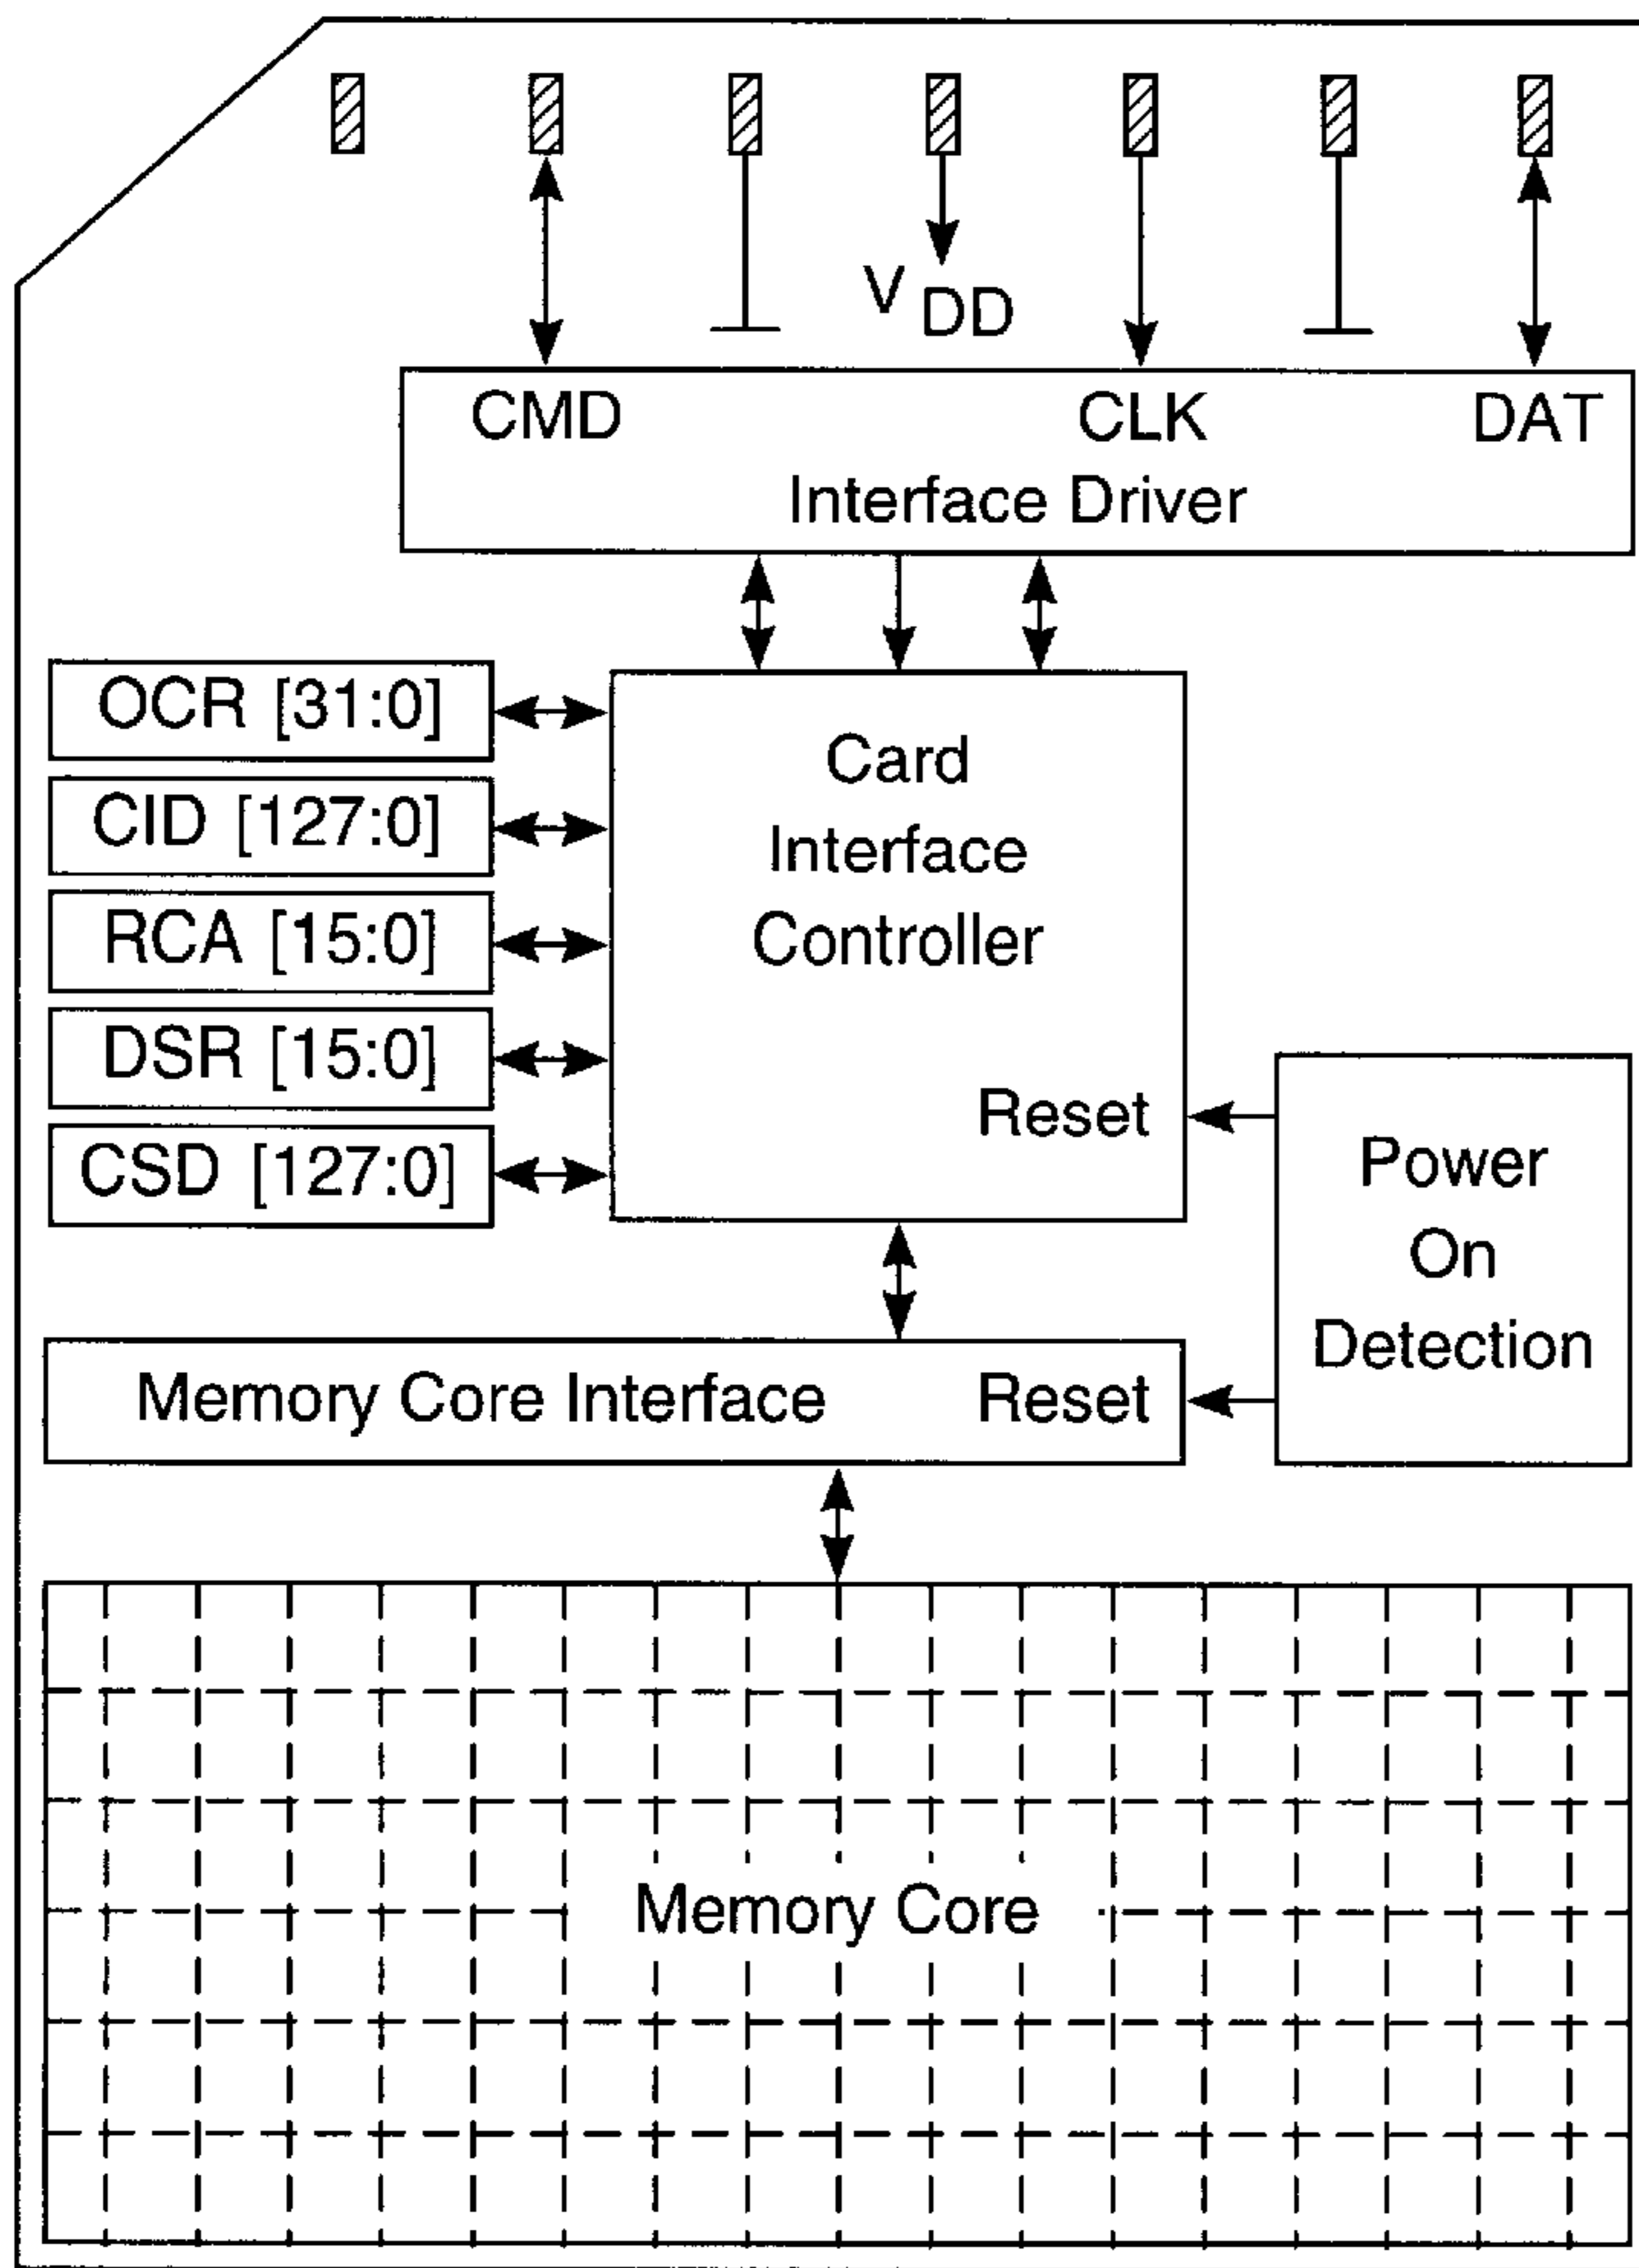 V DD
CMD CLK DAT
Interface Driver
OCR [31:0]
CID [127:0]
RCA [15:0]
DSR [15:0]
CSD [127:0]
Card
Interface
Controller
Reset
Power
On
Detection
Memory Core Interface Reset
Memory Core